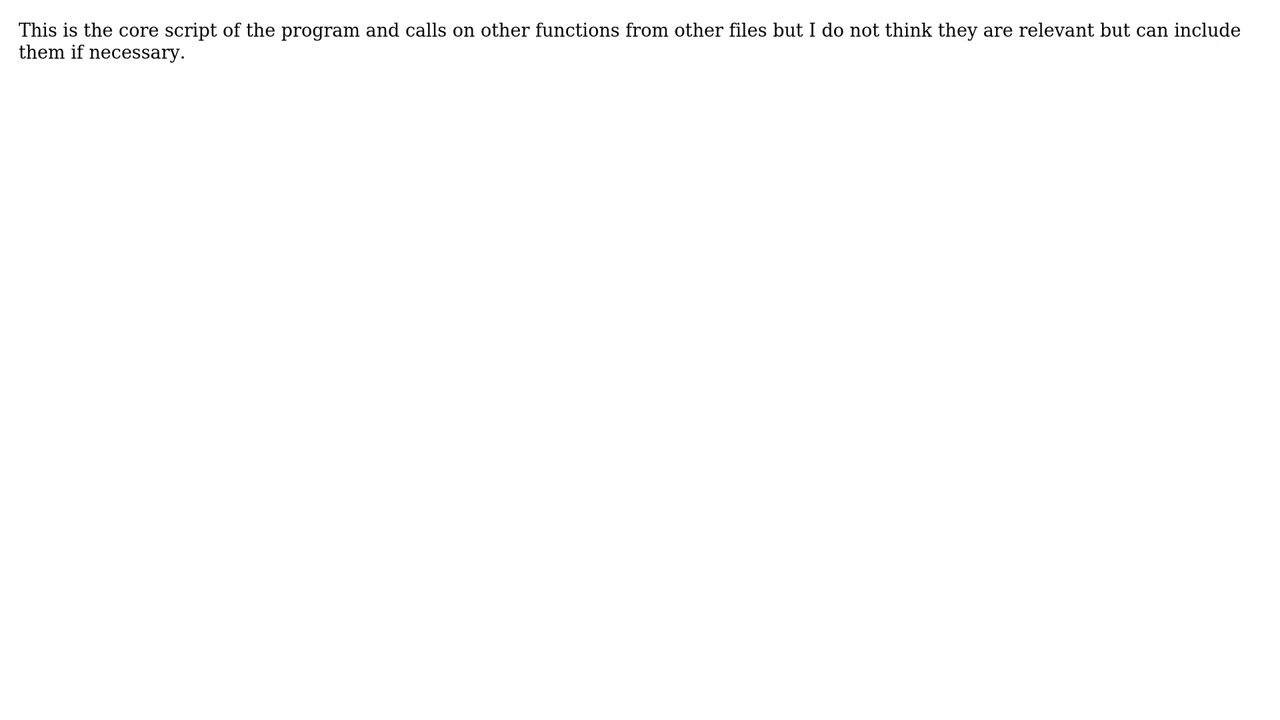 This is the core script of the program and calls on other functions from other files but I do not think they are relevant but can include
them if necessary.